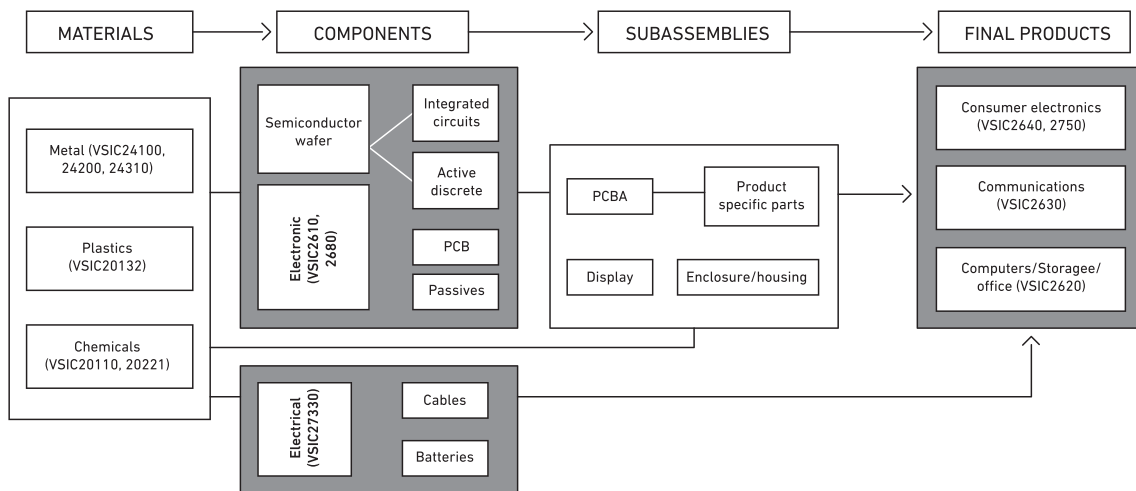 MATERIALS
COMPONENTS
SUBASSEMBLIES
FINAL PRODUCTS
Metal (VSIC24100,
24200, 24310)
Plastics
(VSIC20132)
Chemicals
(VSIC20110, 20221)
Semiconductor
wafer
Integrated
circuits
Active
discrete
Electronic
(VSIC2610,
2680)
PCB
Passives
Electrical
(VSIC27330)
Cables
Batteries
PCBA
Product
specific parts
Display
Enclosure/housing
Consumer electronics
(VSIC2640, 2750)
Communications
(VSIC2630)
Computers/Storagee/
office (VSIC2620)